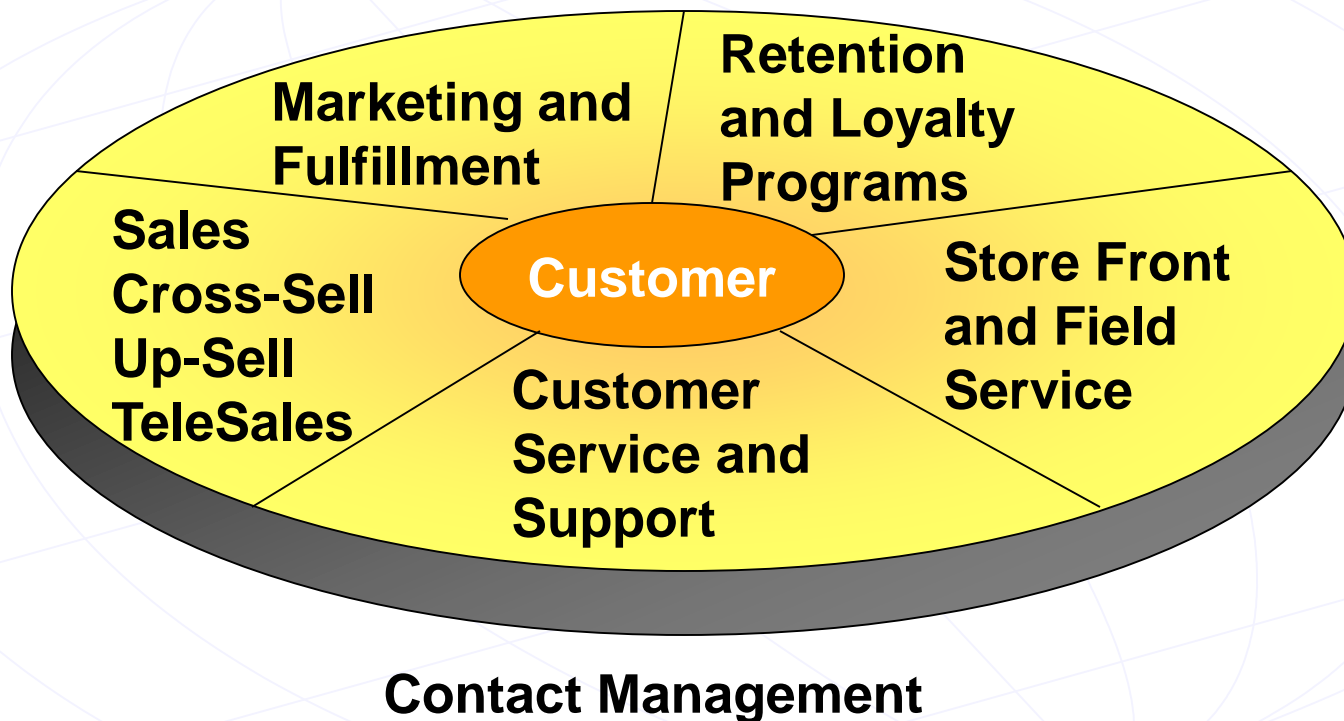 Marketing and
Fulfillment
Retention
and Loyalty
Programs
Sales
Cross-Sell
Up-Sell
TeleSales
Customer
Store Front
and Field
Service
Customer
Service and
Support
Contact Management